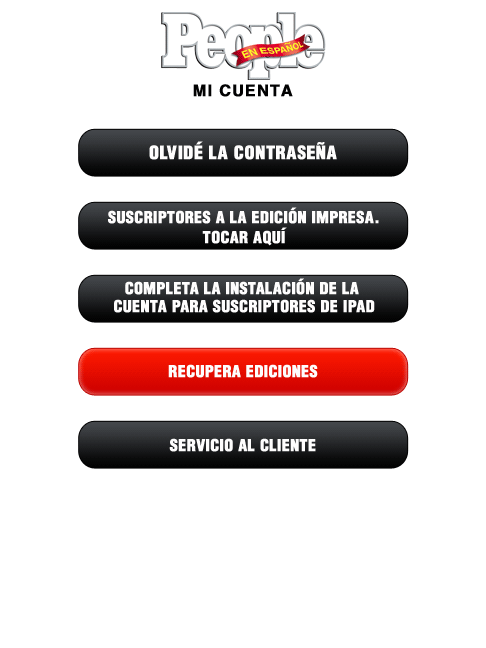 People
EN ESPAÑOL
MI CUENTA
OLVIDÉ LA CONTRASEÑA
SUSCRIPTORES A LA EDICIÓN IMPRESA.
TOCAR AQUÍ
COMPLETA LA INSTALACIÓN DE LA
CUENTA PARA SUSCRIPTORES DE IPAD
RECUPERA EDICIONES
SERVICIO AL CLIENTE